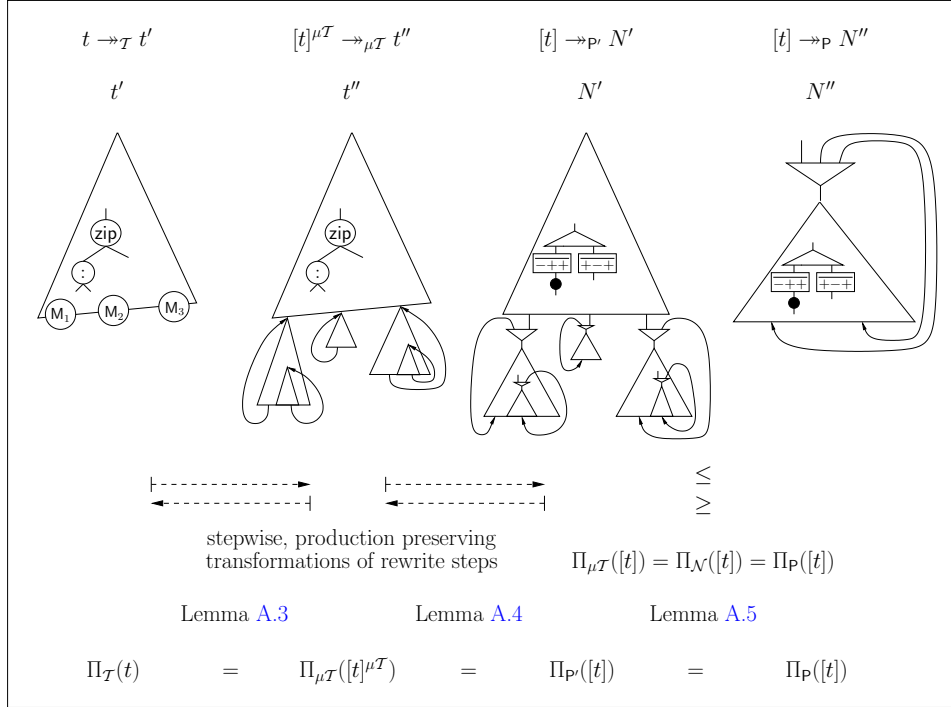 t ↠_𝒯 t′ [t]^{μ𝒯} ↠_{μ𝒯} t″ [t] ↠_{P′} N′ [t] ↠_P N″
t′ t″ N′ N″
zip zip
: :
−++ +−+
−++ +−+
M₁ M₂ M₃
≤
≥
stepwise, production preserving
transformations of rewrite steps
Π_{μ𝒯}([t]) = Π_𝒩([t]) = Π_P([t])
Lemma A.3 Lemma A.4 Lemma A.5
Π_𝒯(t) = Π_{μ𝒯}([t]^{μ𝒯}) = Π_{P′}([t]) = Π_P([t])